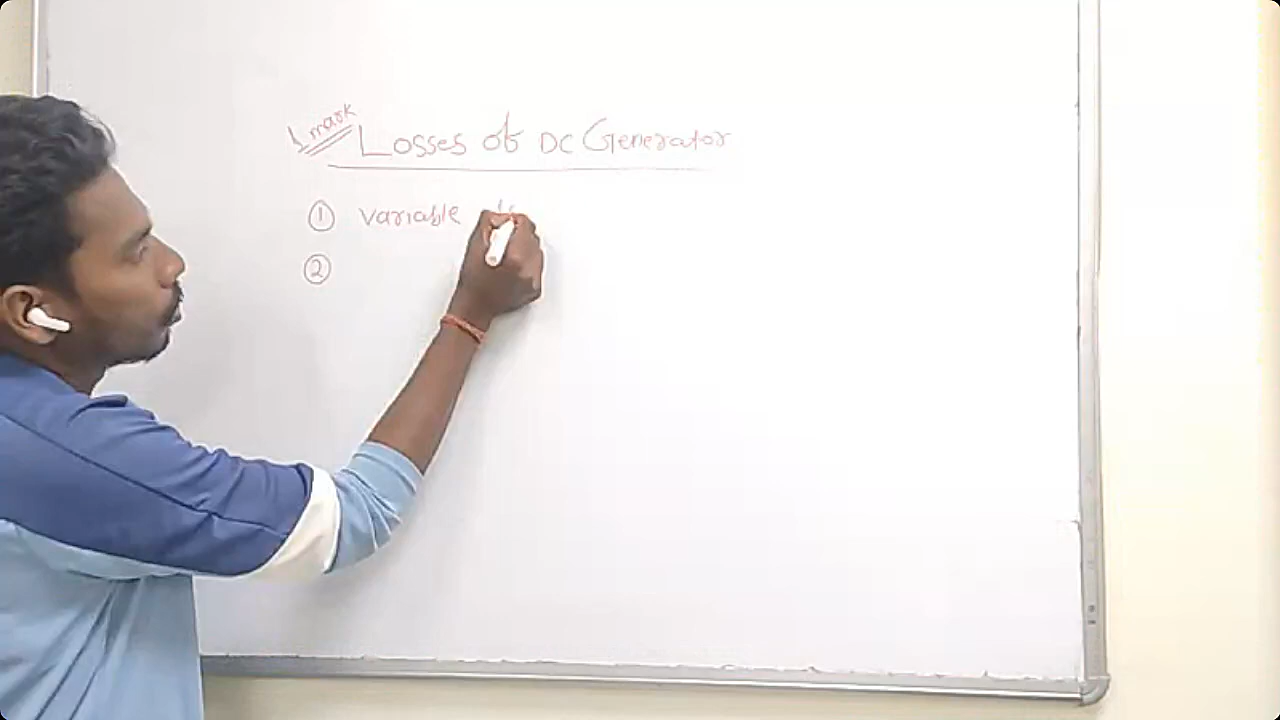 1 mark Losses of DC Generator
① Variable
②